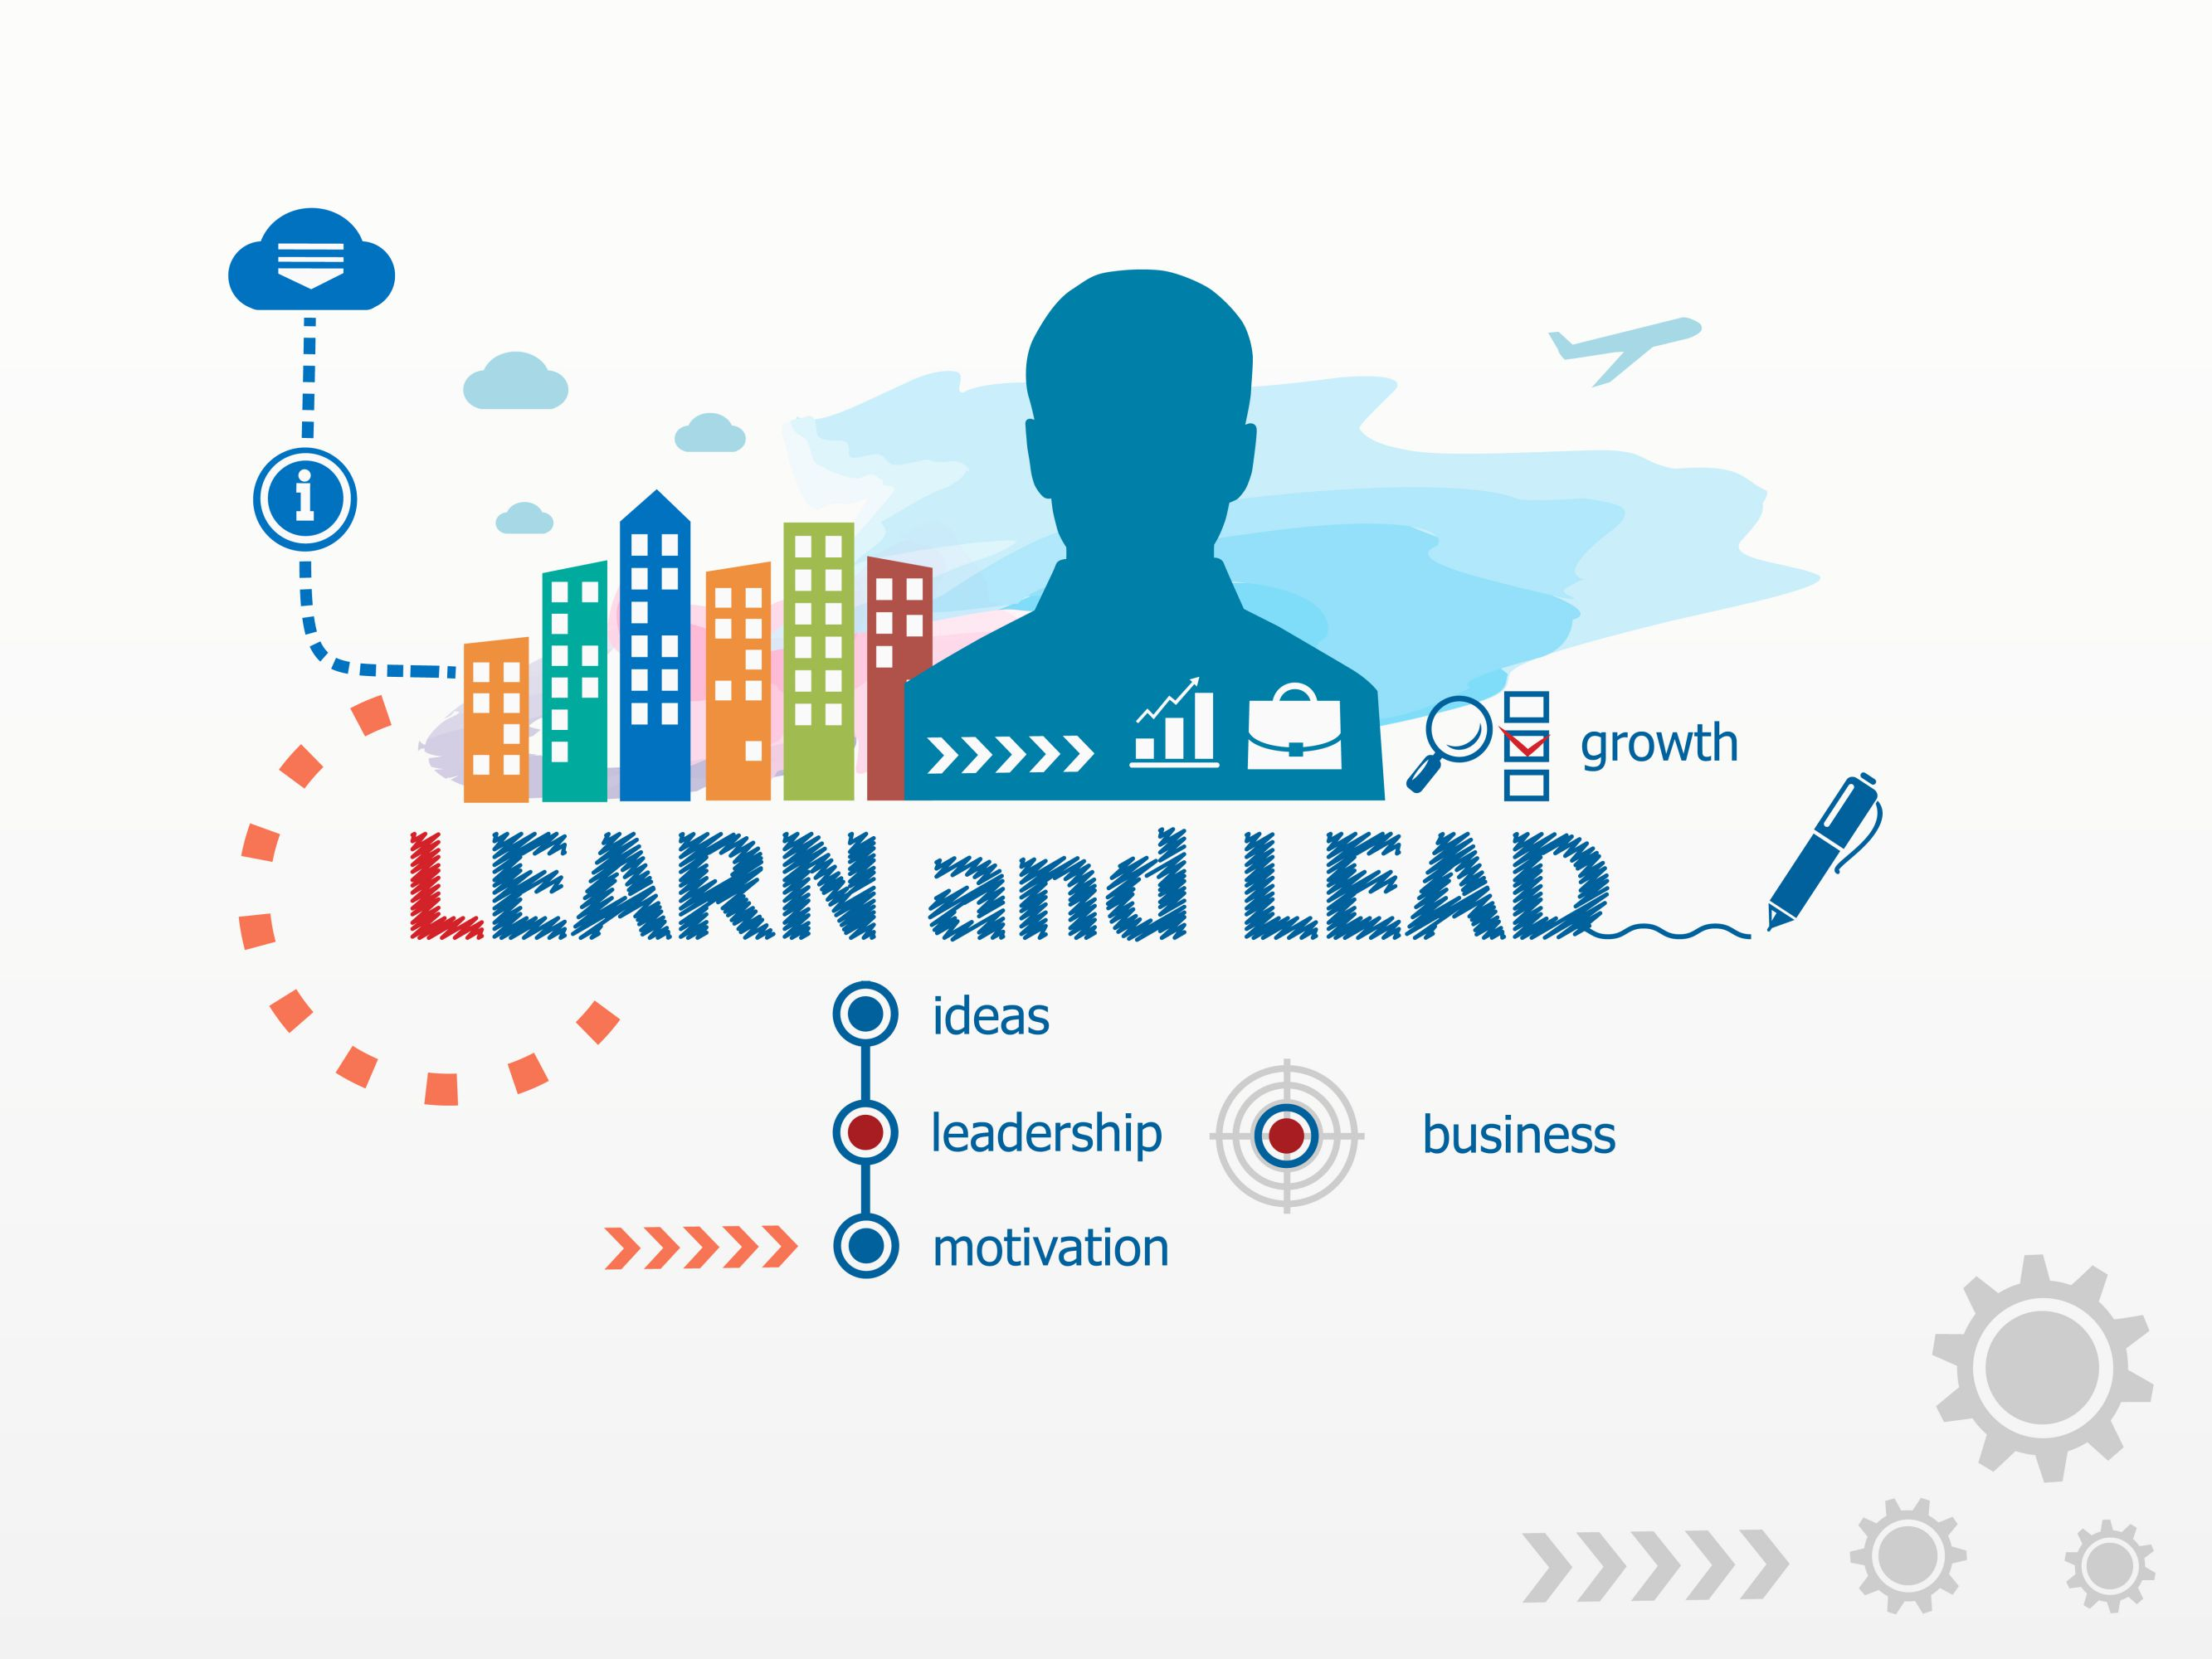 i
growth
LEARN and LEAD
ideas
leadership
business
motivation